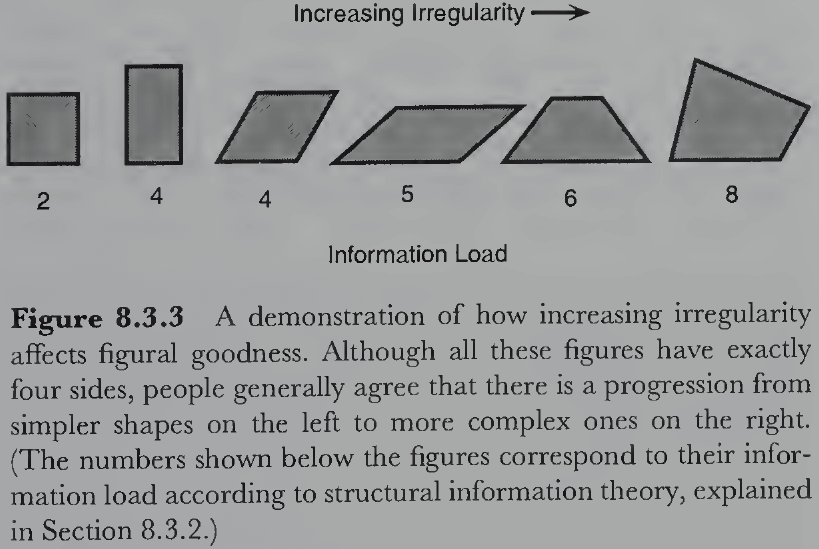 Increasing Irregularity
2 4 4 5 6 8
Information Load
Figure 8.3.3 A demonstration of how increasing irregularity
affects figural goodness. Although all these figures have exactly
four sides, people generally agree that there is a progression from
simpler shapes on the left to more complex ones on the right.
(The numbers shown below the figures correspond to their infor-
mation load according to structural information theory, explained
in Section 8.3.2.)